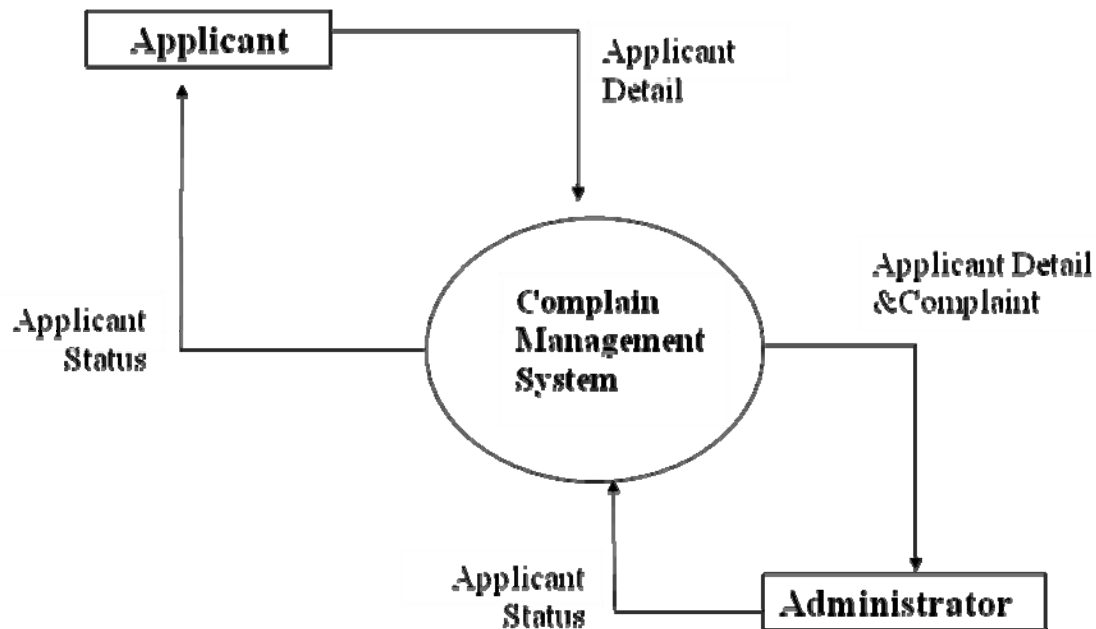 Applicant
Applicant
Detail
Applicant Detail
&Complaint
Complain
Management
System
Applicant
Status
Applicant
Status
Administrator